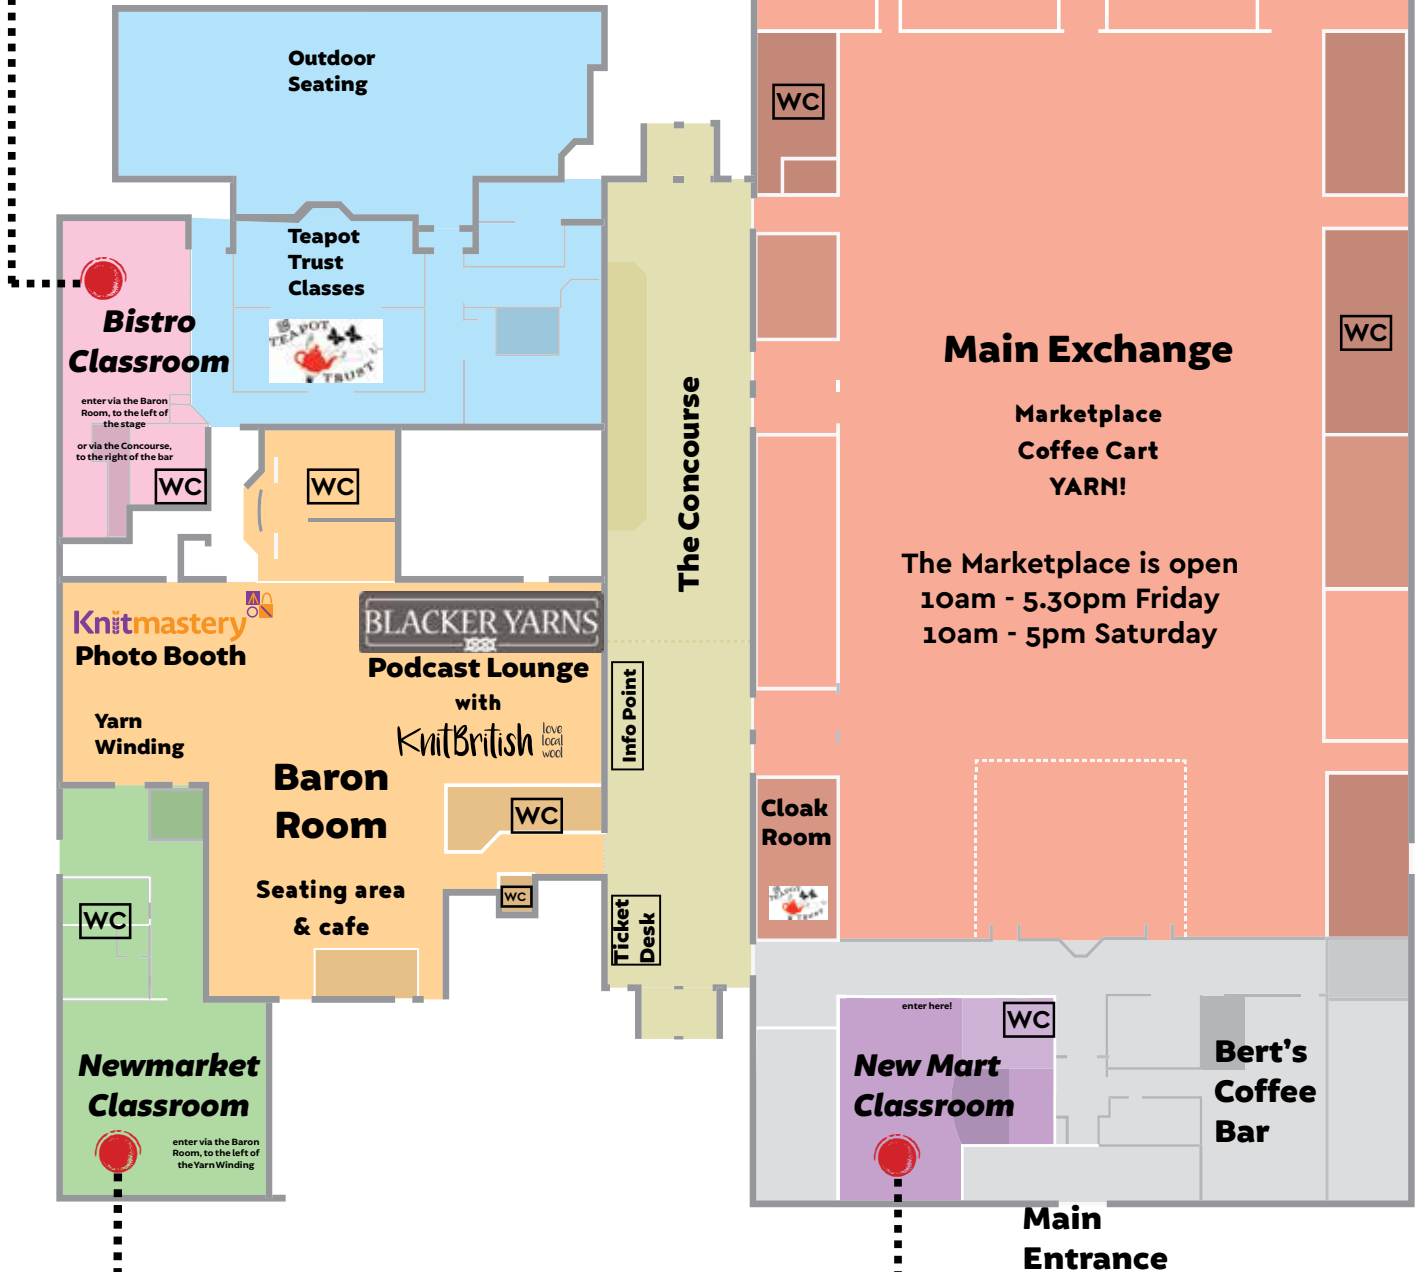 Outdoor
Seating
WC
Teapot
Trust
Classes
TEAPOT
TRUST
Bistro
Classroom
enter via the Baron
Room, to the left of
the stage
or via the Concourse,
to the right of the bar
WC
WC
The Concourse
Main Exchange
Marketplace
Coffee Cart
YARN!
The Marketplace is open
10am - 5.30pm Friday
10am - 5pm Saturday
WC
Knitmastery
Photo Booth
BLACKER YARNS
Podcast Lounge
with
KnitBritish
love
local
wool
Yarn
Winding
Baron
Room
Seating area
& cafe
WC
WC
Info Point
Ticket
Desk
Cloak
Room
TEAPOT
TRUST
WC
Newmarket
Classroom
enter via the Baron
Room, to the left of
the Yarn Winding
enter here!
WC
New Mart
Classroom
Bert's
Coffee
Bar
Main
Entrance